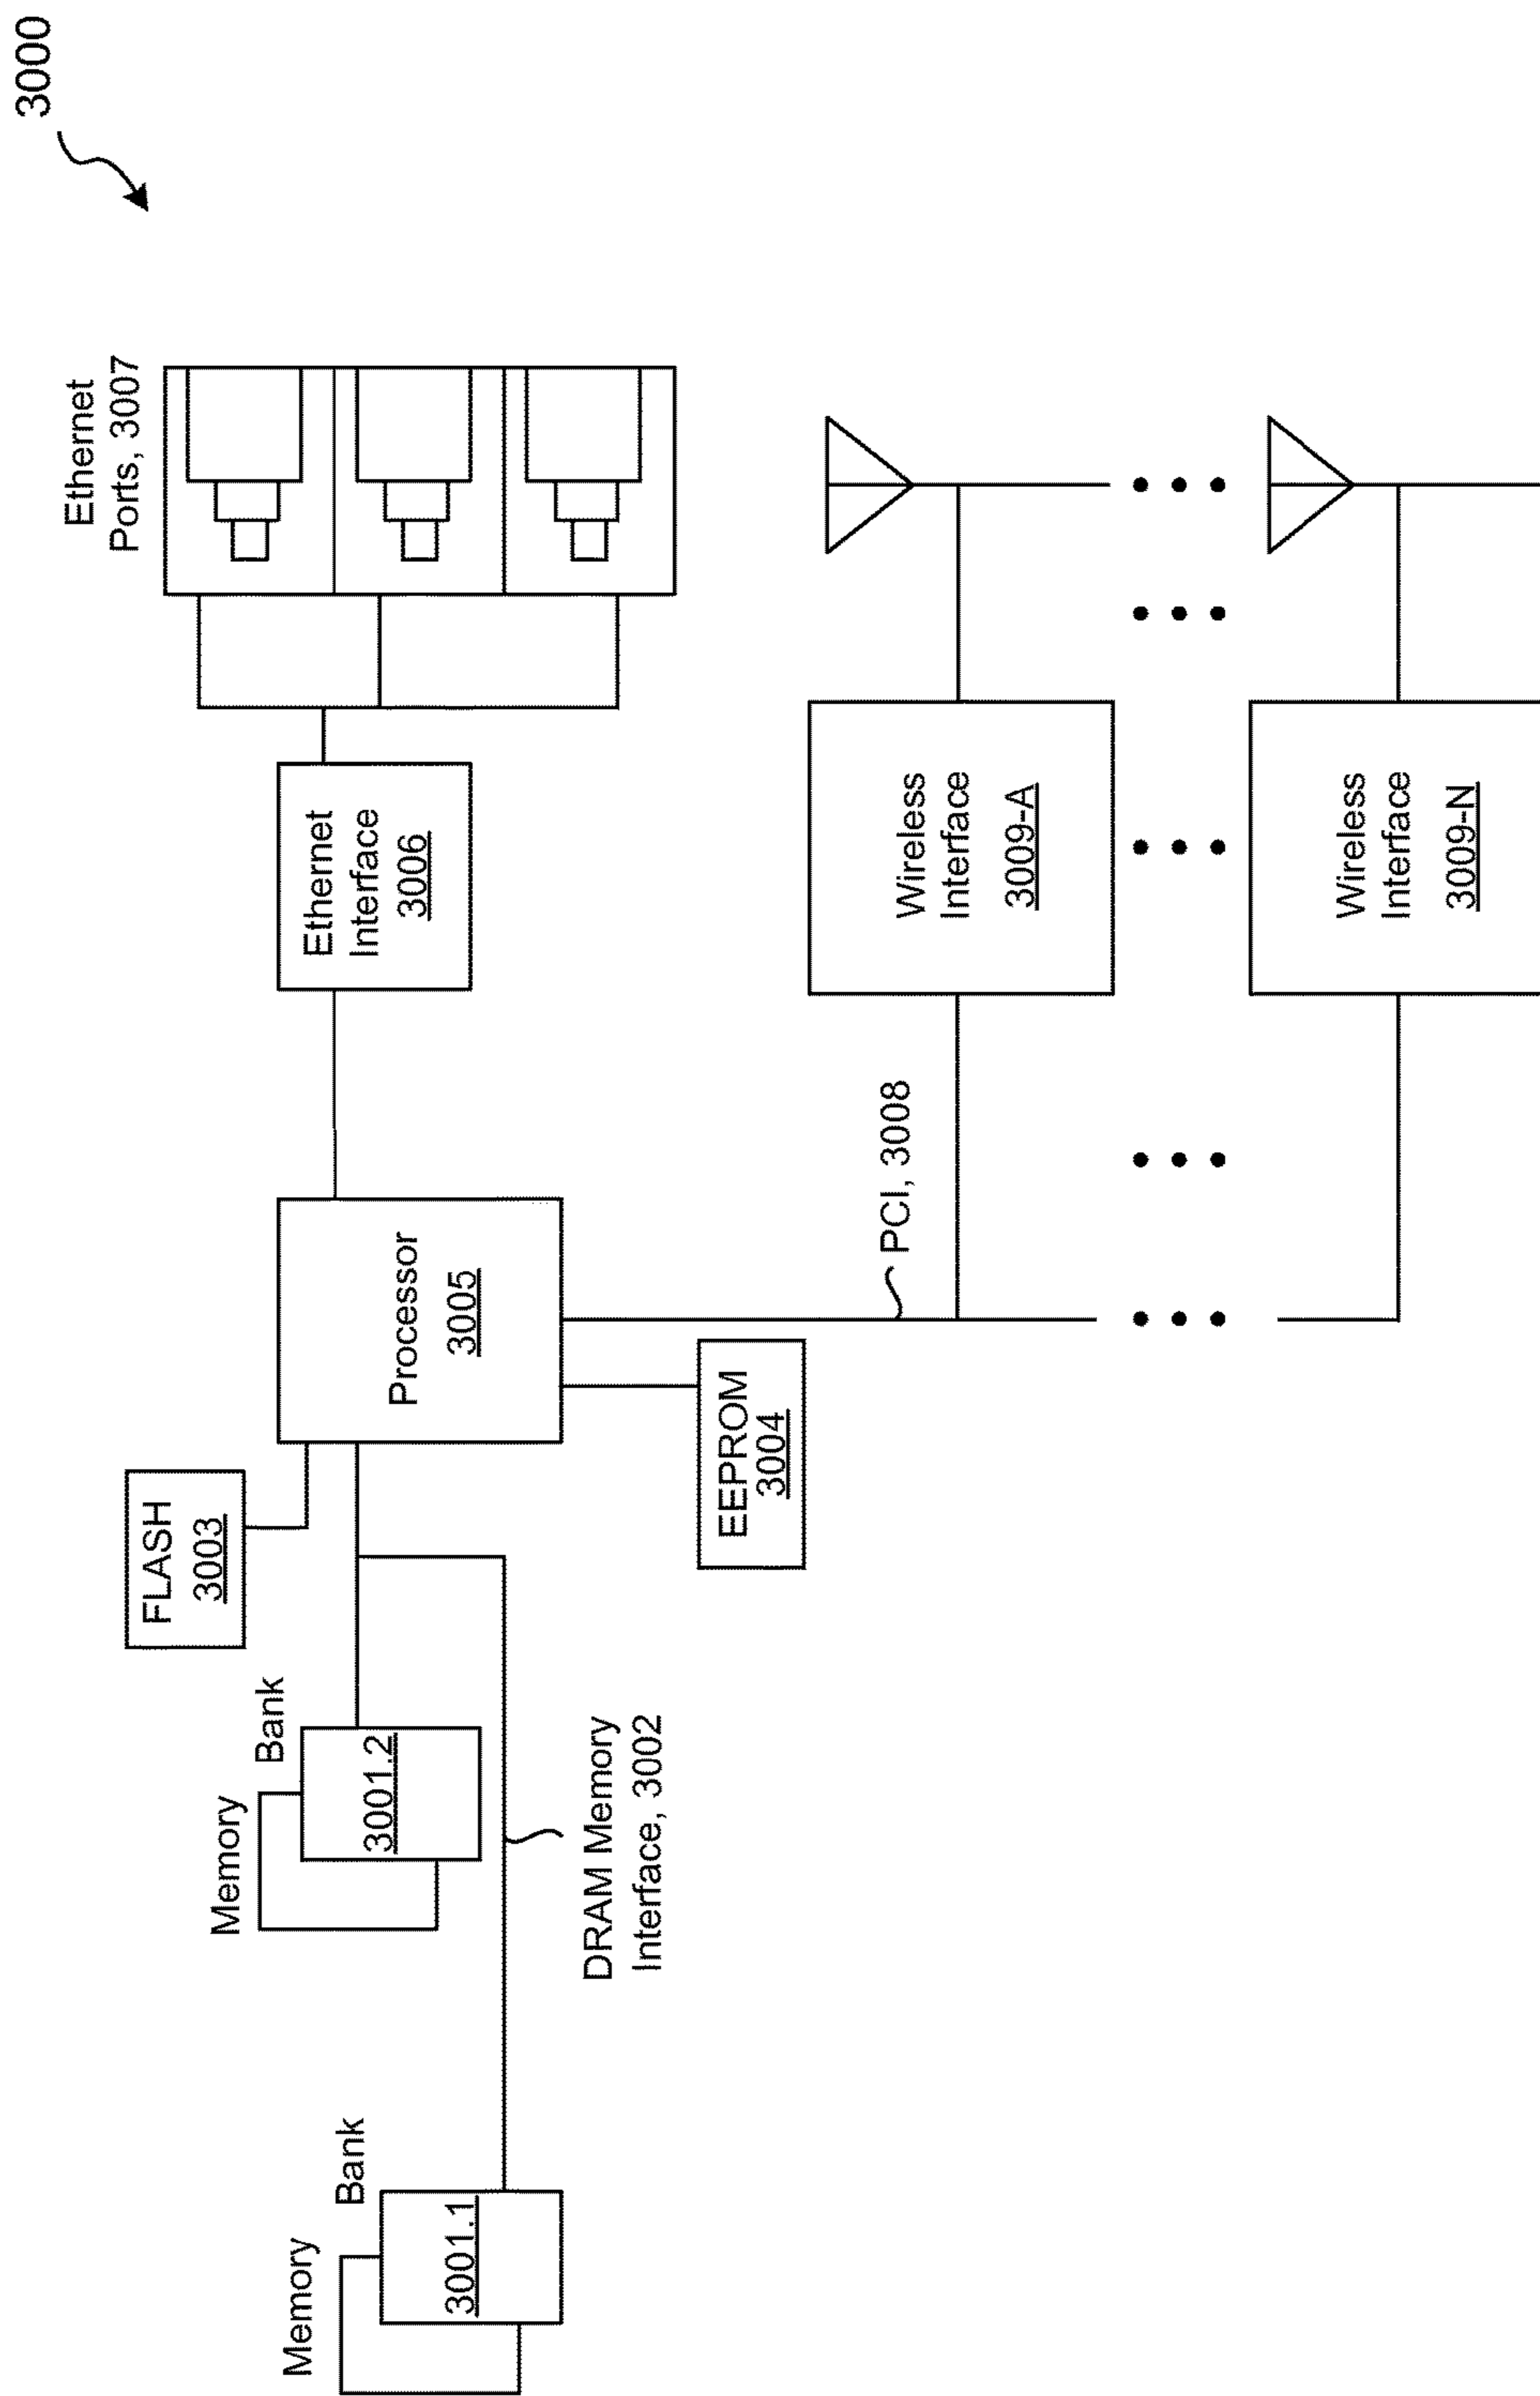 3000
Ethernet
Ports, 3007
Ethernet
Interface
3006
Processor
3005
FLASH
3003
Memory
Bank
3001.2
Memory
Bank
3001.1
DRAM Memory
Interface, 3002
EEPROM
3004
PCI, 3008
Wireless
Interface
3009-A
Wireless
Interface
3009-N